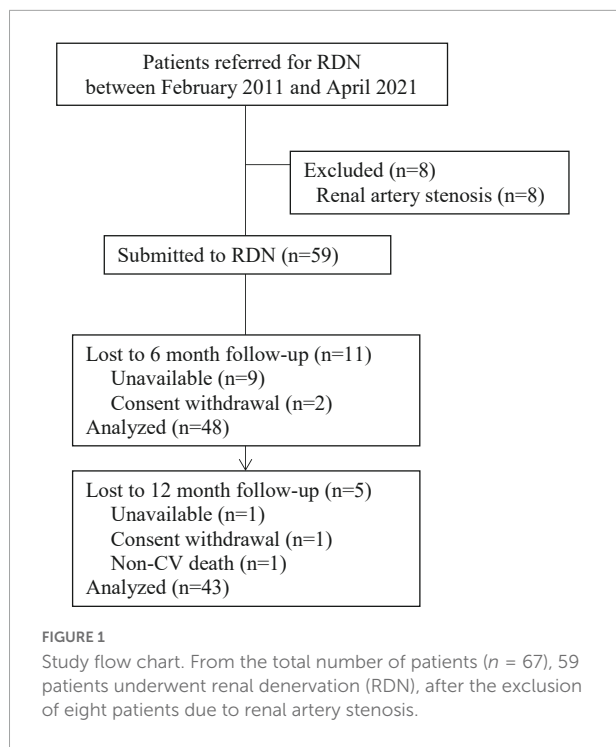 Patients referred for RDN
between February 2011 and April 2021
Excluded (n=8)
Renal artery stenosis (n=8)
Submitted to RDN (n=59)
Lost to 6 month follow-up (n=11)
Unavailable (n=9)
Consent withdrawal (n=2)
Analyzed (n=48)
Lost to 12 month follow-up (n=5)
Unavailable (n=1)
Consent withdrawal (n=1)
Non-CV death (n=1)
Analyzed (n=43)
FIGURE 1
Study flow chart. From the total number of patients (n = 67), 59
patients underwent renal denervation (RDN), after the exclusion
of eight patients due to renal artery stenosis.